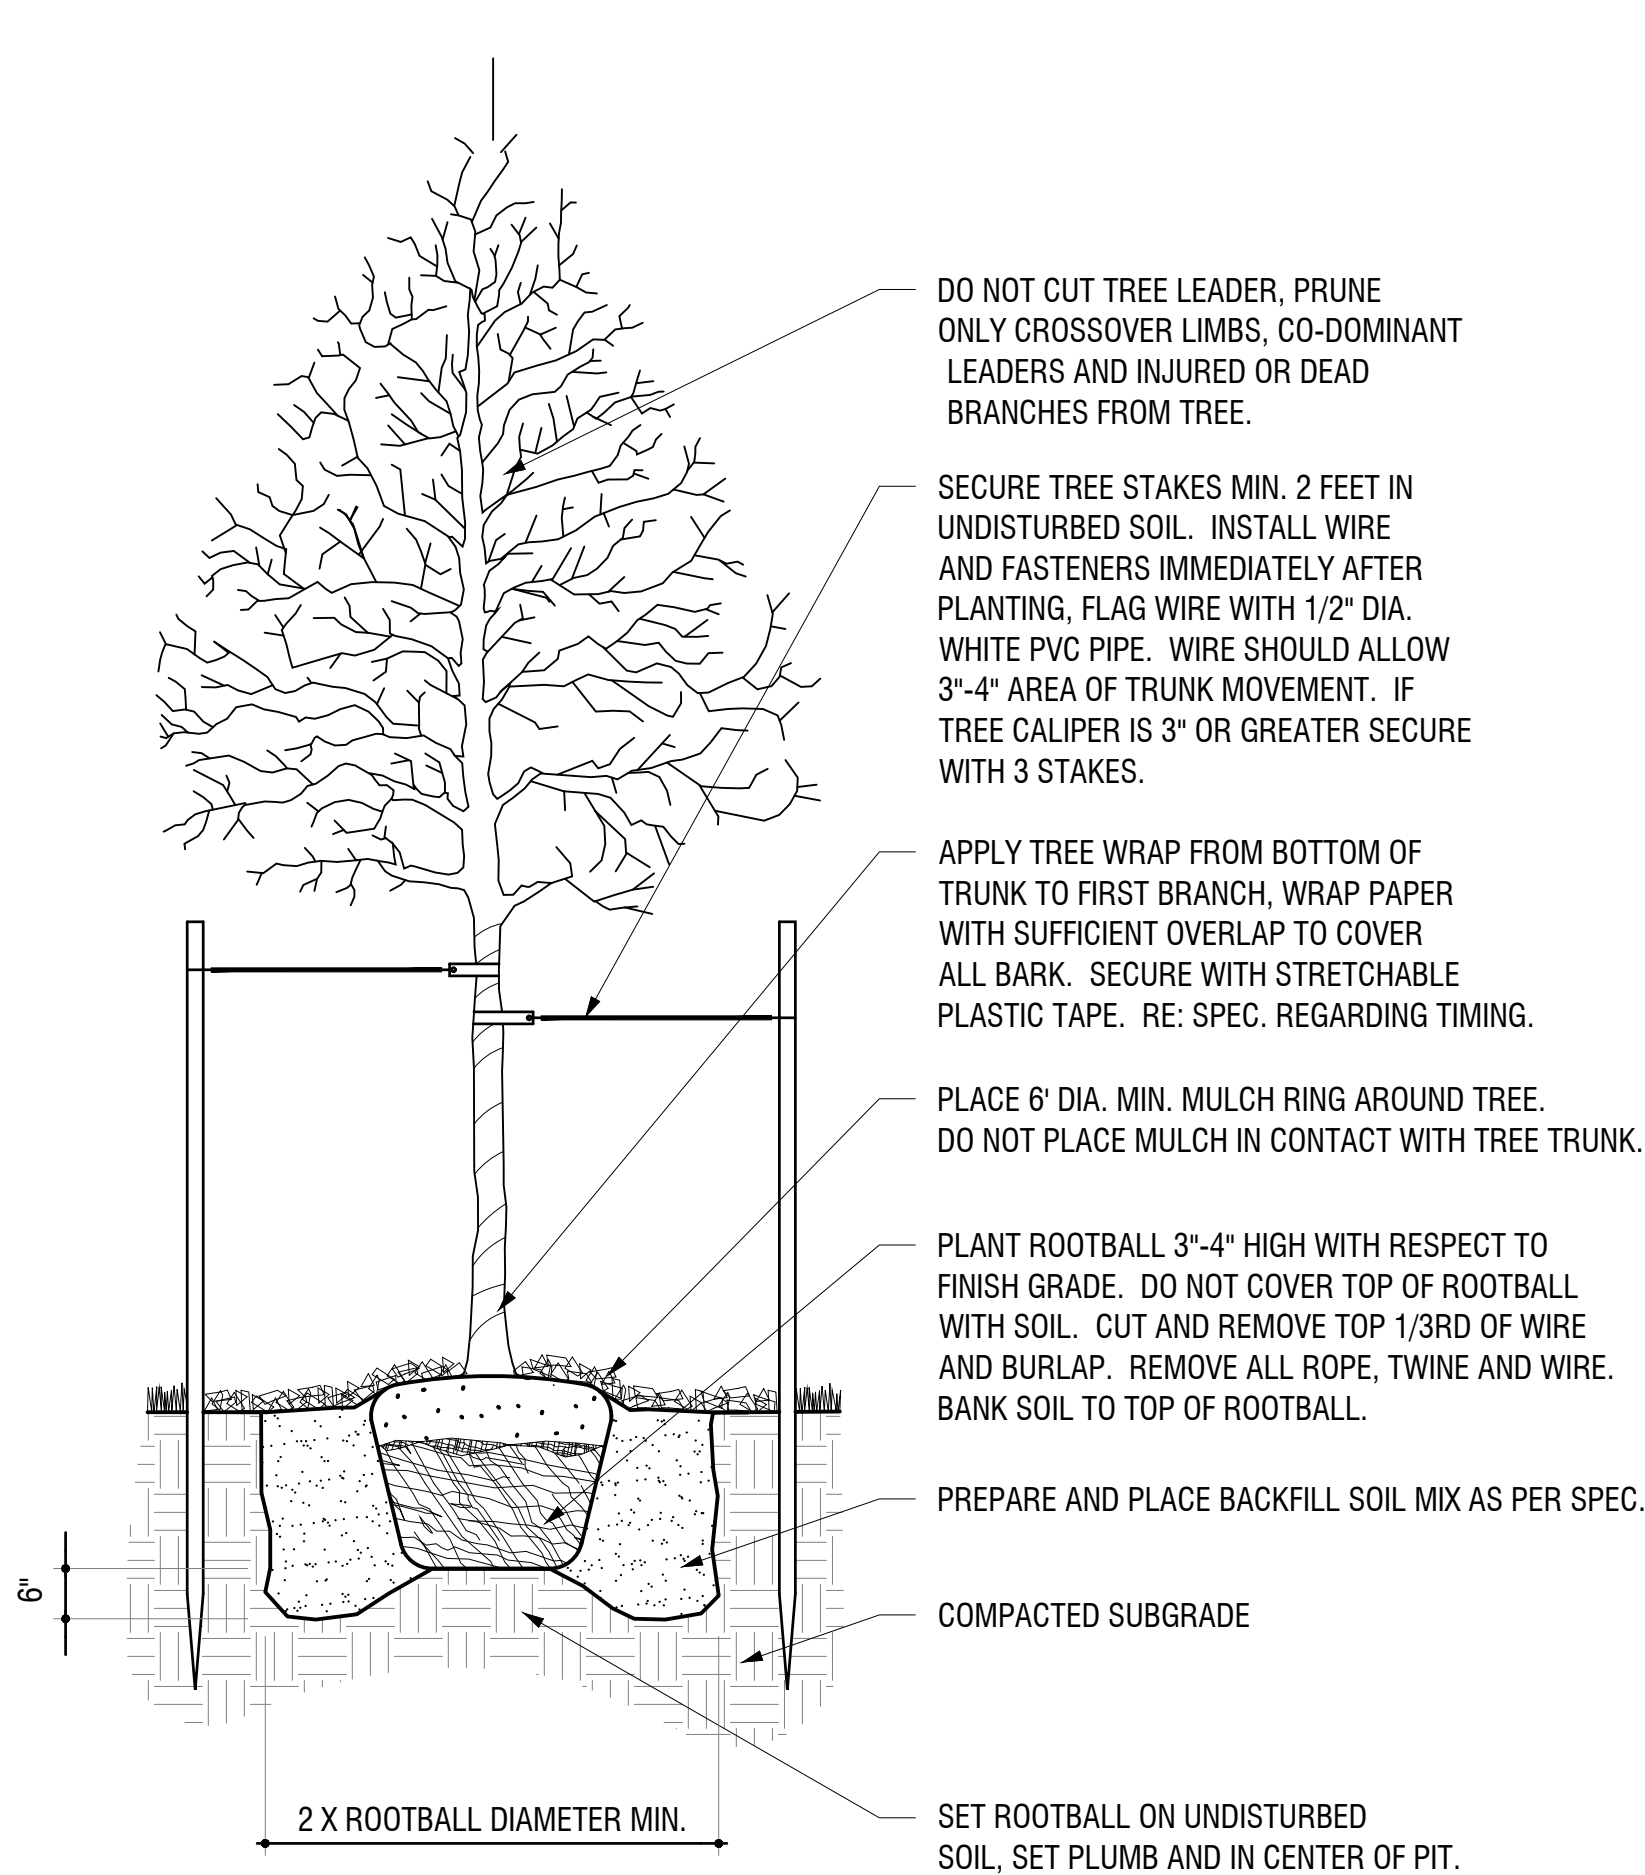 DO NOT CUT TREE LEADER, PRUNE
ONLY CROSSOVER LIMBS, CO-DOMINANT
LEADERS AND INJURED OR DEAD
BRANCHES FROM TREE.
SECURE TREE STAKES MIN. 2 FEET IN
UNDISTURBED SOIL. INSTALL WIRE
AND FASTENERS IMMEDIATELY AFTER
PLANTING, FLAG WIRE WITH 1/2" DIA.
WHITE PVC PIPE. WIRE SHOULD ALLOW
3"-4" AREA OF TRUNK MOVEMENT. IF
TREE CALIPER IS 3" OR GREATER SECURE
WITH 3 STAKES.
APPLY TREE WRAP FROM BOTTOM OF
TRUNK TO FIRST BRANCH, WRAP PAPER
WITH SUFFICIENT OVERLAP TO COVER
ALL BARK. SECURE WITH STRETCHABLE
PLASTIC TAPE. RE: SPEC. REGARDING TIMING.
PLACE 6' DIA. MIN. MULCH RING AROUND TREE.
DO NOT PLACE MULCH IN CONTACT WITH TREE TRUNK.
PLANT ROOTBALL 3"-4" HIGH WITH RESPECT TO
FINISH GRADE. DO NOT COVER TOP OF ROOTBALL
WITH SOIL. CUT AND REMOVE TOP 1/3RD OF WIRE
AND BURLAP. REMOVE ALL ROPE, TWINE AND WIRE.
BANK SOIL TO TOP OF ROOTBALL.
PREPARE AND PLACE BACKFILL SOIL MIX AS PER SPEC.
6"
COMPACTED SUBGRADE
2 X ROOTBALL DIAMETER MIN.
SET ROOTBALL ON UNDISTURBED
SOIL, SET PLUMB AND IN CENTER OF PIT.